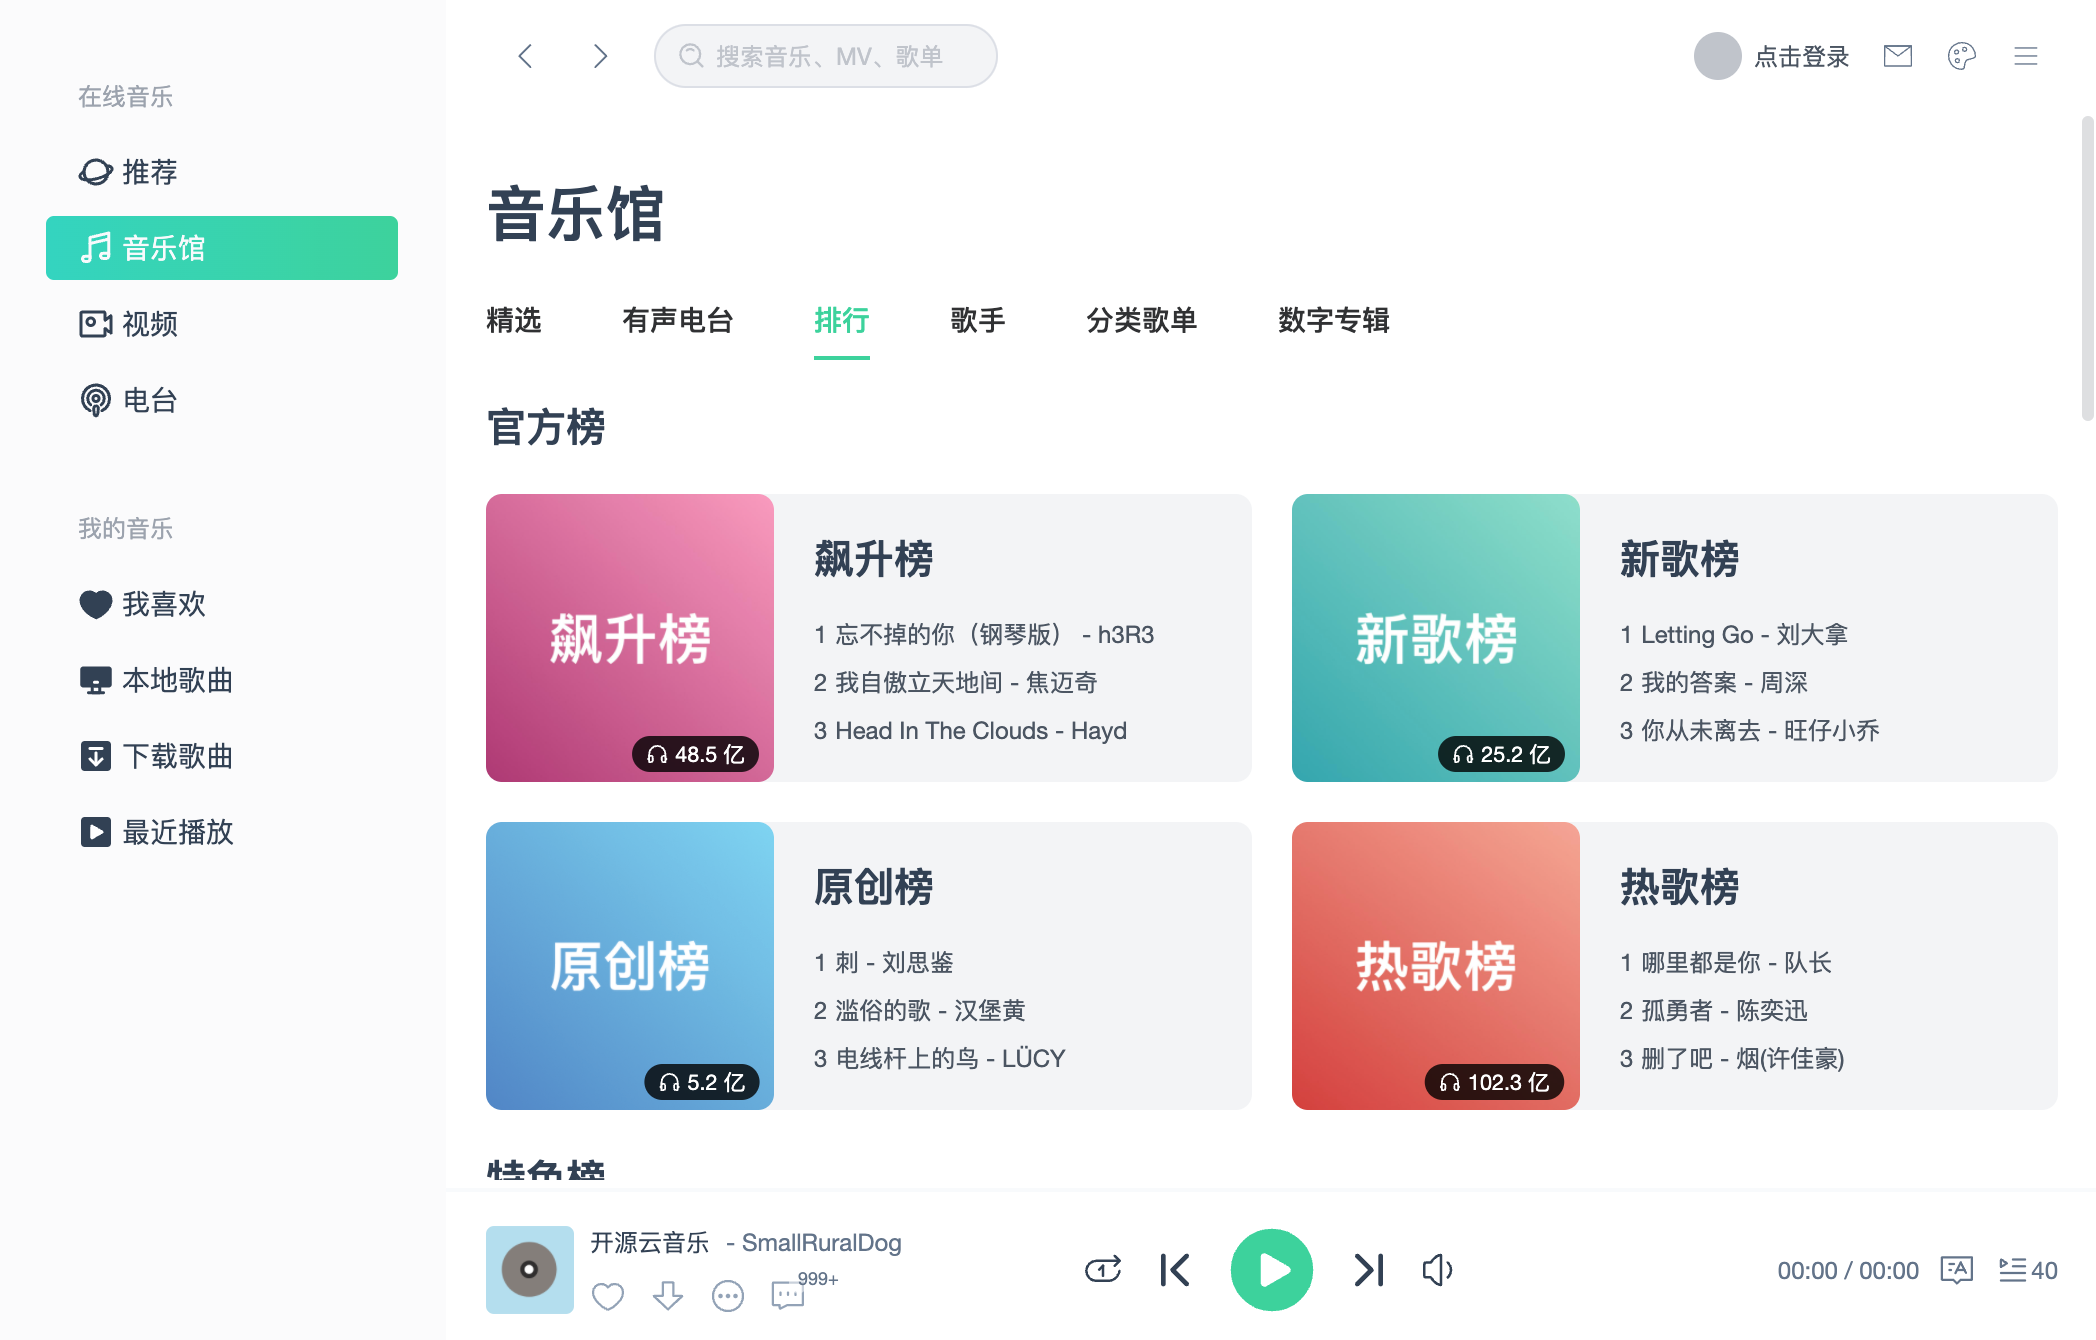 在线音乐
推荐
音乐馆
视频
电台
我的音乐
我喜欢
本地歌曲
下载歌曲
最近播放
搜索音乐、MV、歌单
点击登录
音乐馆
精选
有声电台
排行
歌手
分类歌单
数字专辑
官方榜
飙升榜
48.5 亿
飙升榜
1 忘不掉的你（钢琴版） - h3R3
2 我自傲立天地间 - 焦迈奇
3 Head In The Clouds - Hayd
新歌榜
25.2 亿
新歌榜
1 Letting Go - 刘大拿
2 我的答案 - 周深
3 你从未离去 - 旺仔小乔
原创榜
5.2 亿
原创榜
1 刺 - 刘思鉴
2 滥俗的歌 - 汉堡黄
3 电线杆上的鸟 - LÜCY
热歌榜
102.3 亿
热歌榜
1 哪里都是你 - 队长
2 孤勇者 - 陈奕迅
3 删了吧 - 烟(许佳豪)
特色榜
开源云音乐 - SmallRuralDog
999+
1
00:00 / 00:00
A
40